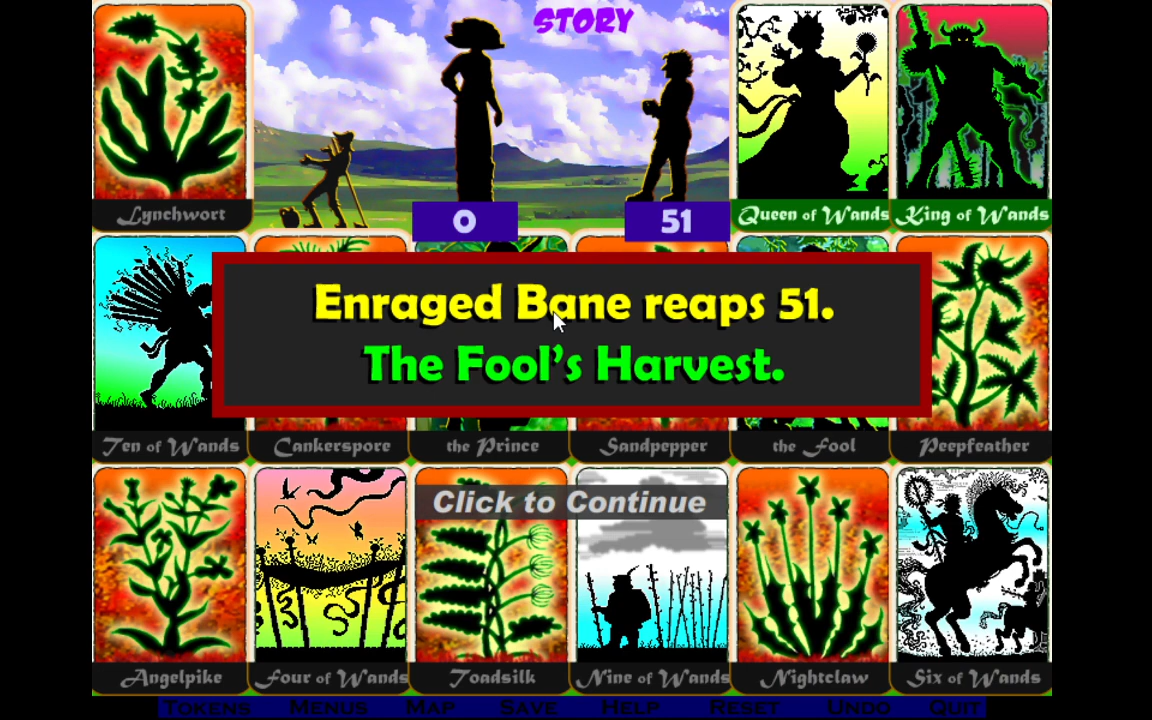 STORY
Lynchwort
0
51
Queen of Wands
King of Wands
Enraged Bane reaps 51.
The Fool's Harvest.
Ten of Wands
Cankerspore
the Prince
Sandpepper
the Fool
Peepfeather
Click to Continue
Angelpike
Four of Wands
Toadsilk
Nine of Wands
Nightclaw
Six of Wands
Tokens Menus Map Save Help Reset Undo Quit